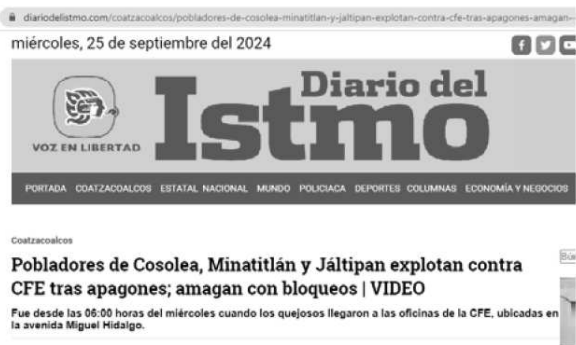 diariodelistmo.com/coatzacoalcos/pobladores-de-cosolea-minatitlan-y-jaltipan-explotan-contra-cfe-tras-apagones-amagan-
miércoles, 25 de septiembre del 2024
VOZ EN LIBERTAD
Diario del
Istmo
PORTADA COATZACOALCOS ESTATAL NACIONAL MUNDO POLICIACA DEPORTES COLUMNAS ECONOMÍA Y NEGOCIOS
Coatzacoalcos
Pobladores de Cosolea, Minatitlán y Jáltipan explotan contra
CFE tras apagones; amagan con bloqueos | VIDEO
Fue desde las 06:00 horas del miércoles cuando los quejosos llegaron a las oficinas de la CFE, ubicadas en
la avenida Miguel Hidalgo.